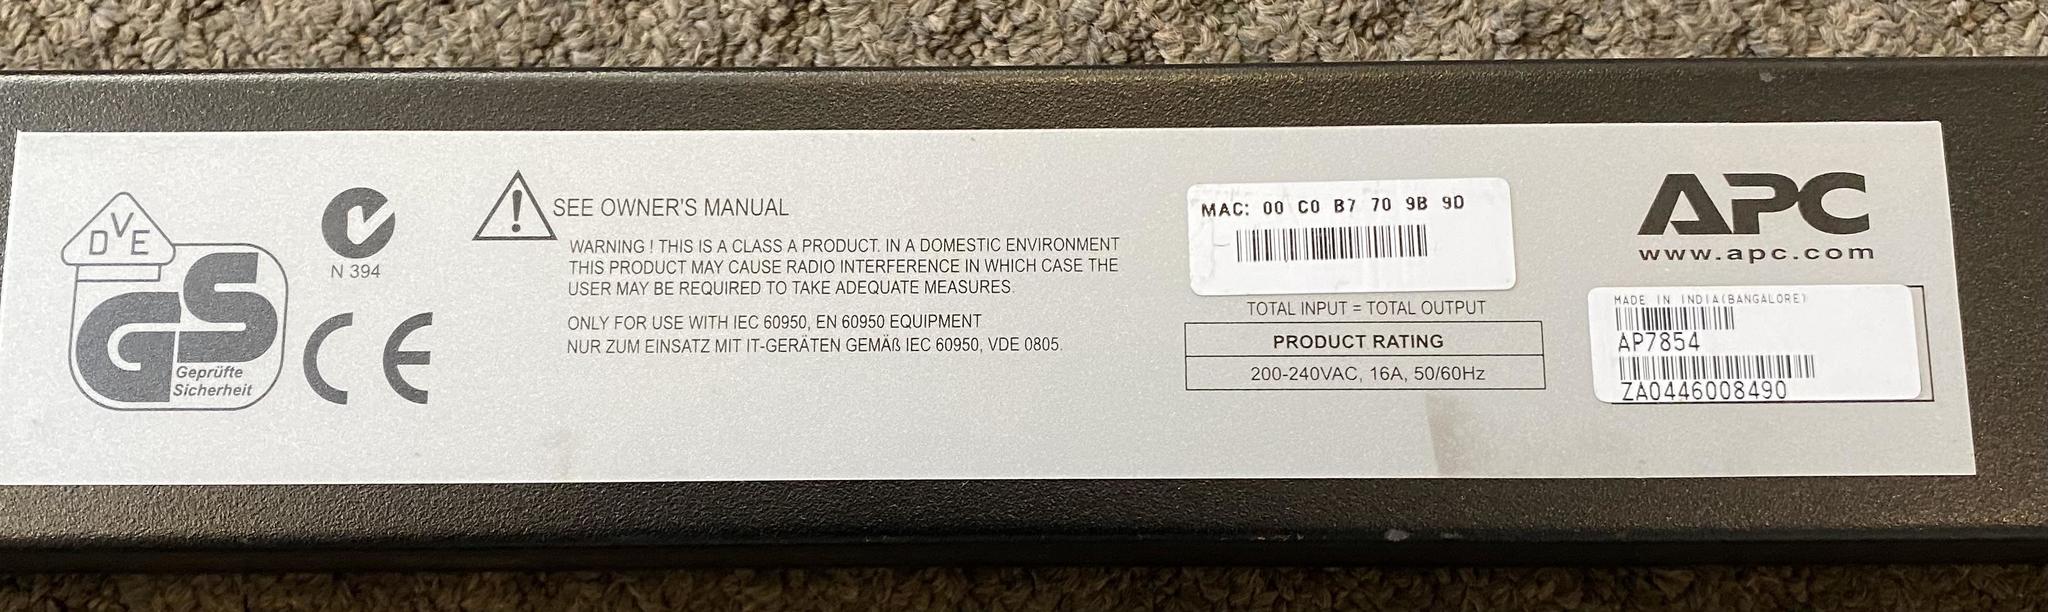 DVE
GS
Geprüfte
Sicherheit
N 394
CE
SEE OWNER'S MANUAL
WARNING ! THIS IS A CLASS A PRODUCT. IN A DOMESTIC ENVIRONMENT
THIS PRODUCT MAY CAUSE RADIO INTERFERENCE IN WHICH CASE THE
USER MAY BE REQUIRED TO TAKE ADEQUATE MEASURES.
ONLY FOR USE WITH IEC 60950, EN 60950 EQUIPMENT
NUR ZUM EINSATZ MIT IT-GERÄTEN GEMÄß IEC 60950, VDE 0805.
MAC: 00 C0 B7 70 9B 9D
TOTAL INPUT = TOTAL OUTPUT
PRODUCT RATING
200-240VAC, 16A, 50/60Hz
APC
www.apc.com
MADE IN INDIA(BANGALORE)
AP7854
ZA0446008490